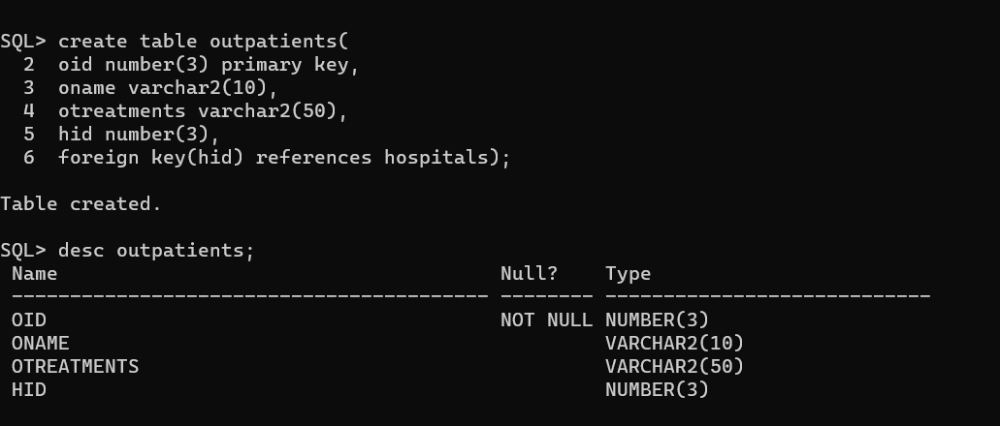 SQL> create table outpatients(
  2  oid number(3) primary key,
  3  oname varchar2(10),
  4  otreatments varchar2(50),
  5  hid number(3),
  6  foreign key(hid) references hospitals);
Table created.
SQL> desc outpatients;
 Name                                      Null?    Type
 ----------------------------------------- -------- ----------------------------
 OID                                       NOT NULL NUMBER(3)
 ONAME                                              VARCHAR2(10)
 OTREATMENTS                                        VARCHAR2(50)
 HID                                                NUMBER(3)